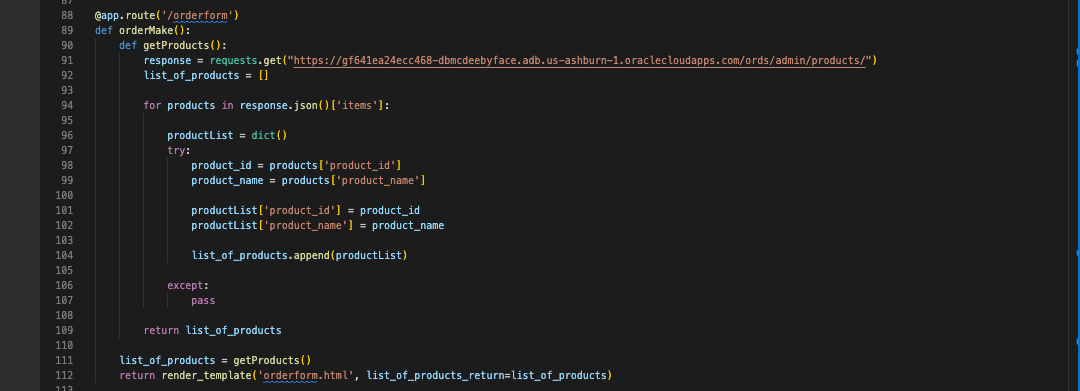 87
88 @app.route('/orderform')
89 def orderMake():
90 def getProducts():
91 response = requests.get("https://gf641ea24ecc468-dbmcdeebyface.adb.us-ashburn-1.oraclecloudapps.com/ords/admin/products/")
92 list_of_products = []
93
94 for products in response.json()['items']:
95
96 productList = dict()
97 try:
98 product_id = products['product_id']
99 product_name = products['product_name']
100
101 productList['product_id'] = product_id
102 productList['product_name'] = product_name
103
104 list_of_products.append(productList)
105
106 except:
107 pass
108
109 return list_of_products
110
111 list_of_products = getProducts()
112 return render_template('orderform.html', list_of_products_return=list_of_products)
113